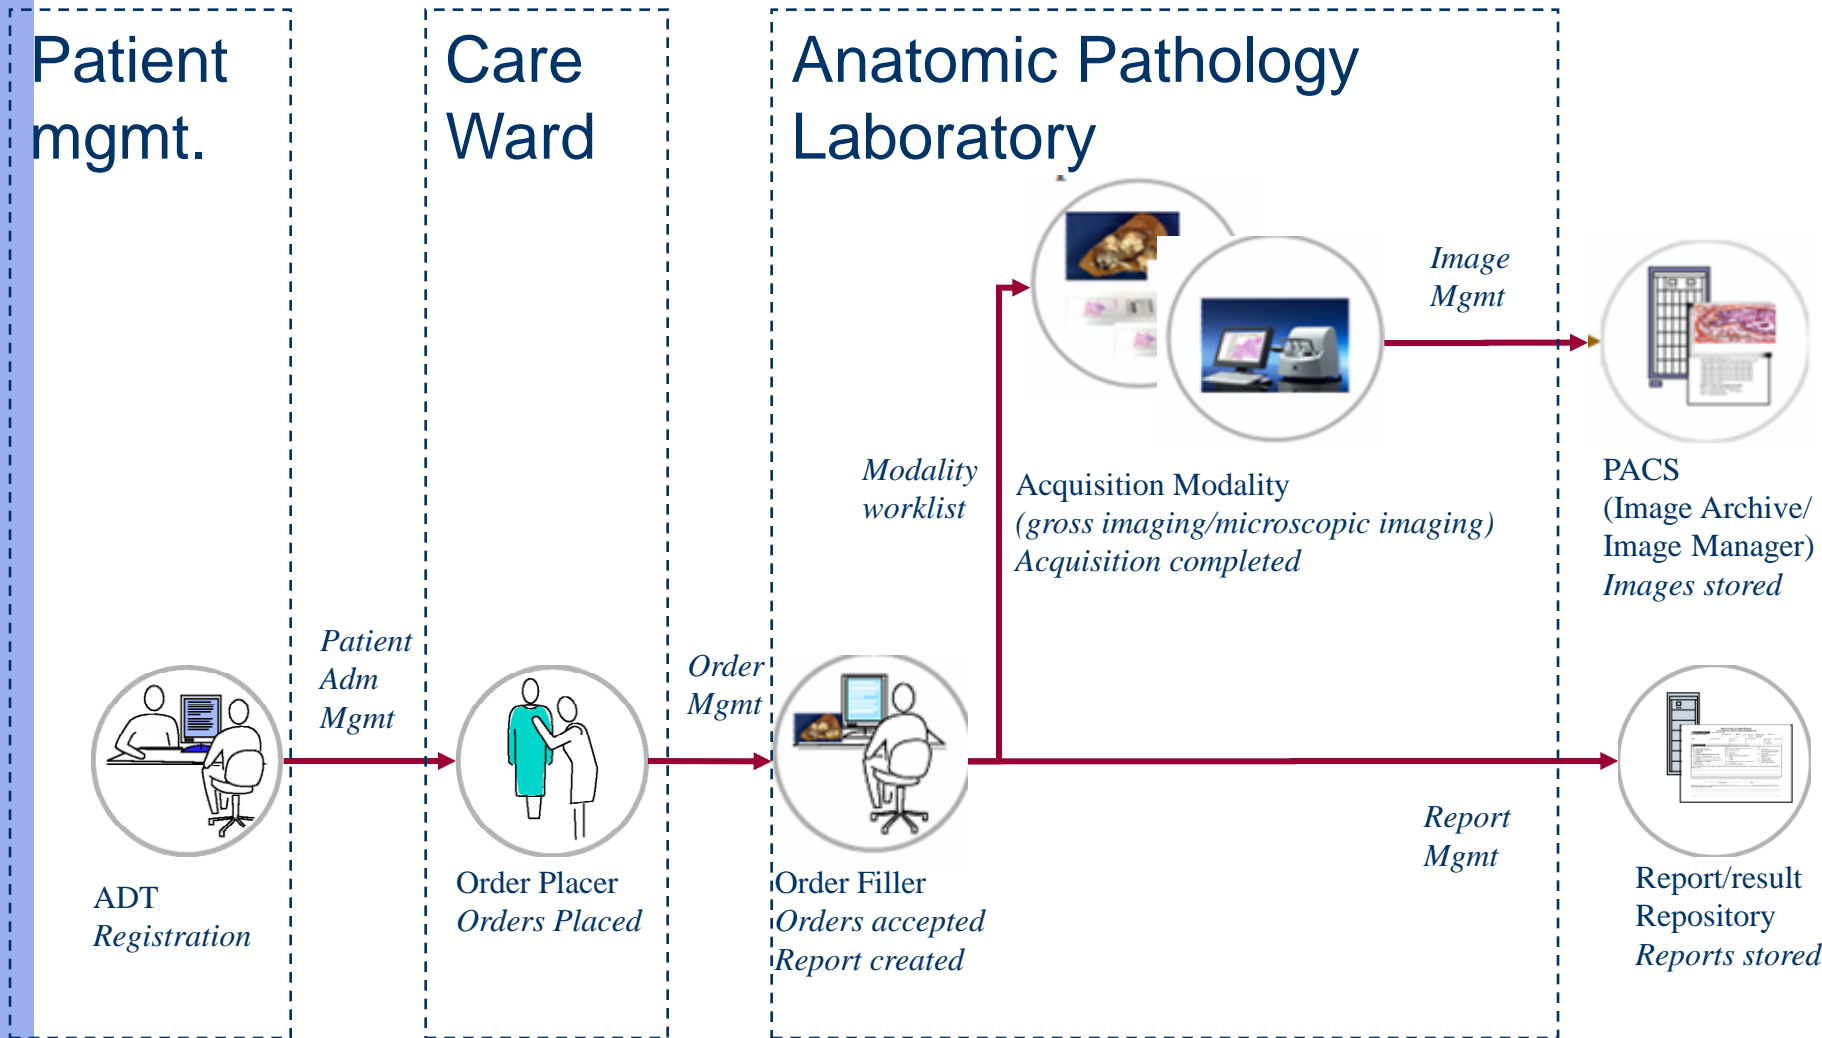 Patient
mgmt.
Care
Ward
Anatomic Pathology
Laboratory
Image
Mgmt
Modality
worklist
Acquisition Modality
(gross imaging/microscopic imaging)
Acquisition completed
PACS
(Image Archive/
Image Manager)
Images stored
Patient
Adm
Mgmt
Order
Mgmt
Report
Mgmt
ADT
Registration
Order Placer
Orders Placed
Order Filler
Orders accepted
Report created
Report/result
Repository
Reports stored